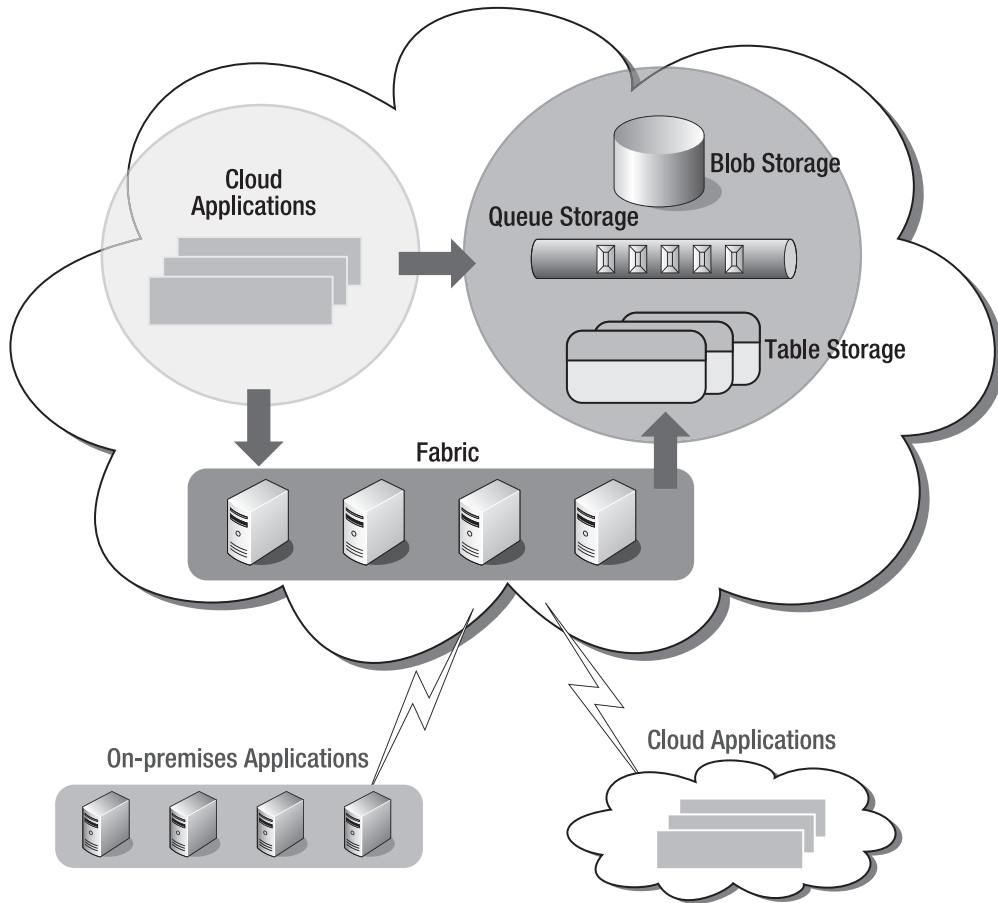 Cloud
Applications
Blob Storage
Queue Storage
Table Storage
Fabric
On-premises Applications
Cloud Applications